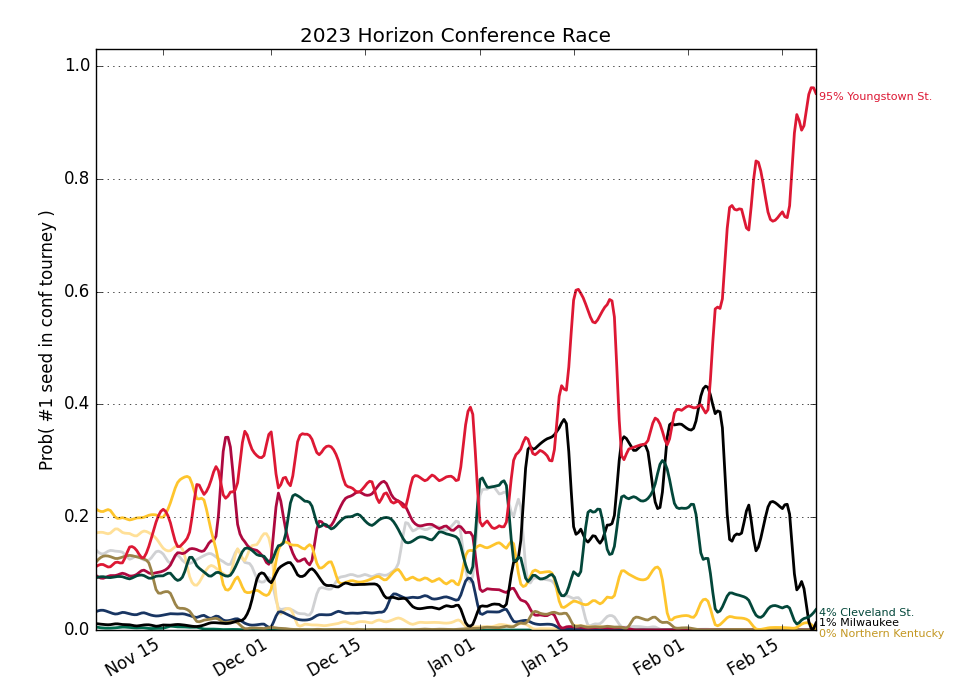 2023 Horizon Conference Race
Prob( #1 seed in conf tourney )
1.0
0.8
0.6
0.4
0.2
0.0
Nov 15
Dec 01
Dec 15
Jan 01
Jan 15
Feb 01
Feb 15
95% Youngstown St.
4% Cleveland St.
1% Milwaukee
0% Northern Kentucky